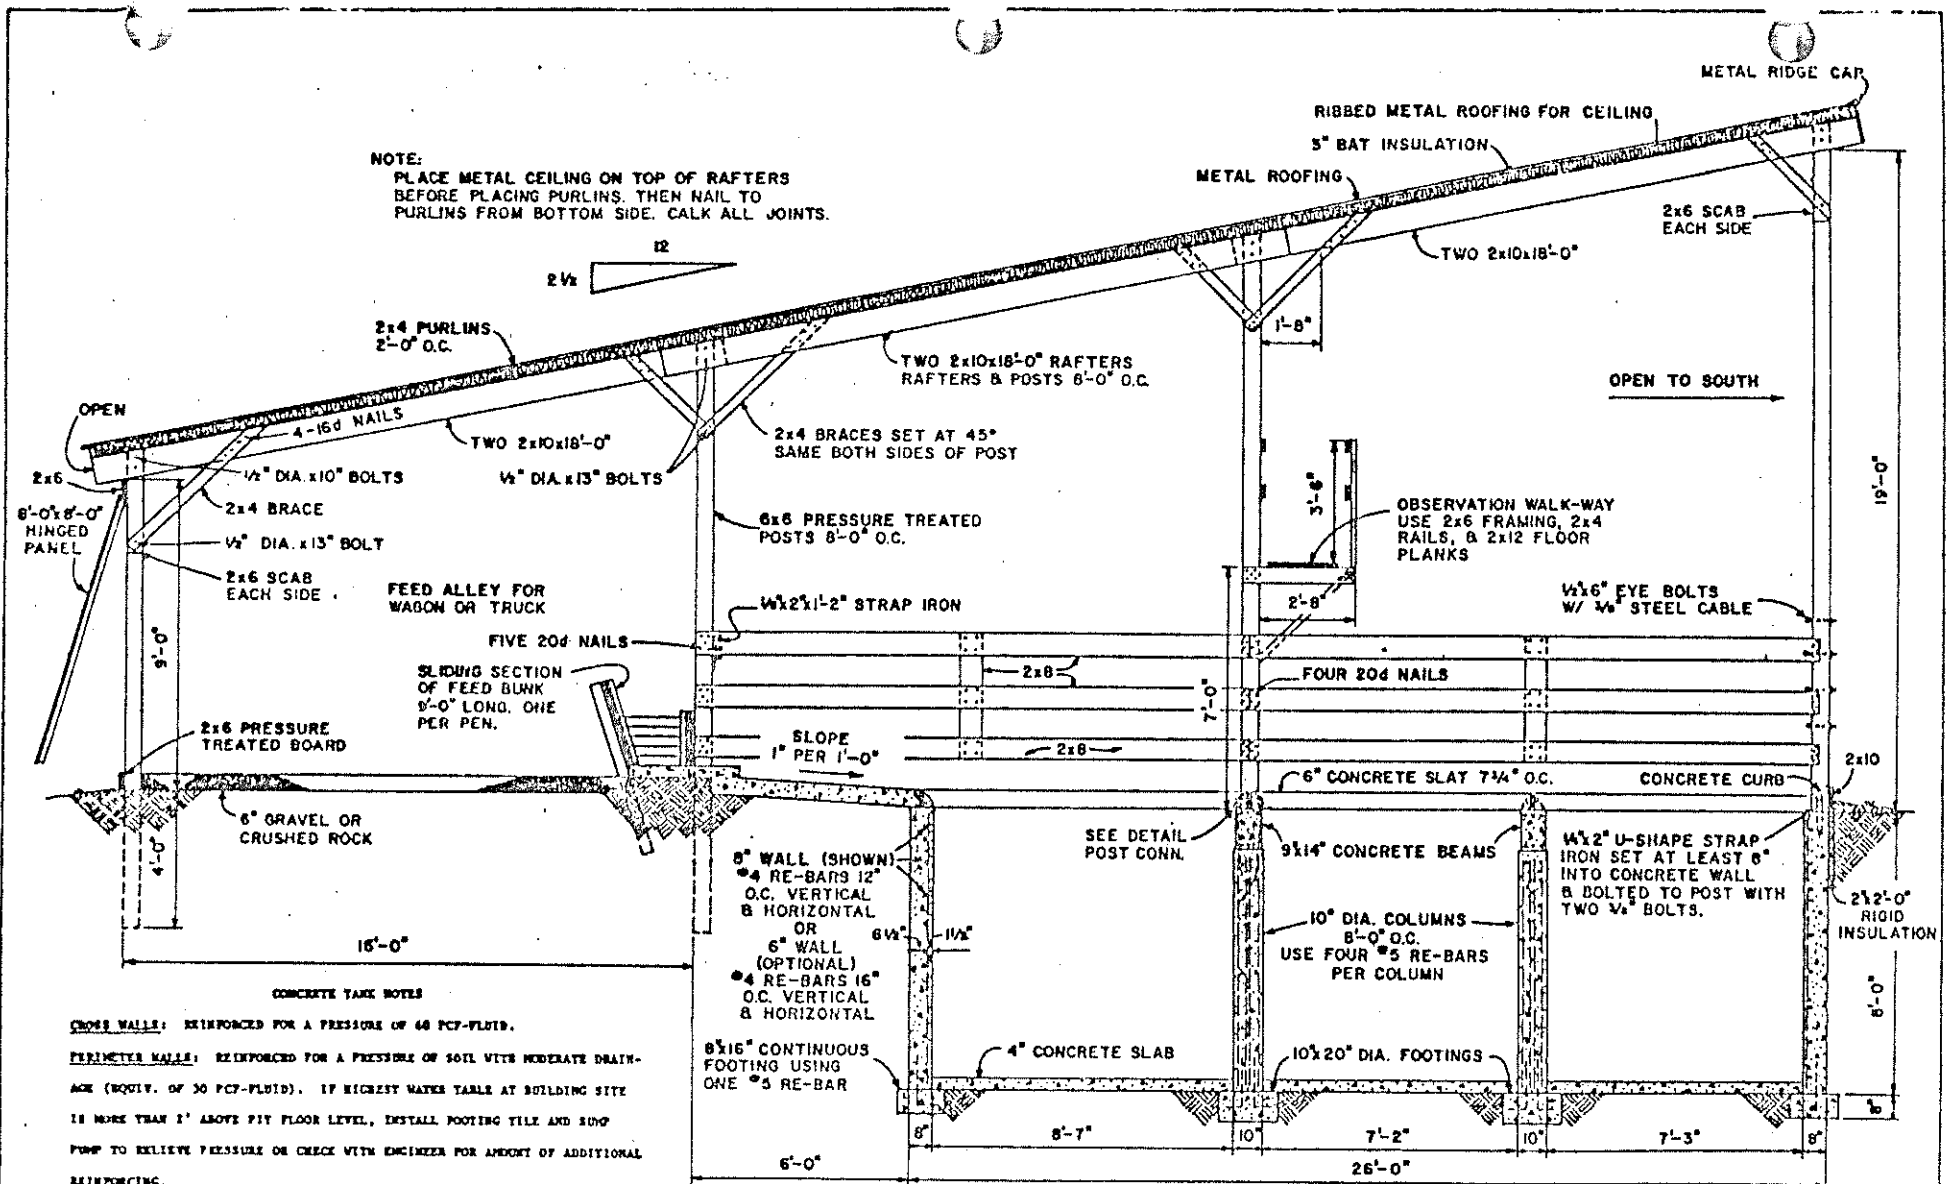 METAL RIDGE CAP
RIBBED METAL ROOFING FOR CEILING
3" BAT INSULATION
METAL ROOFING
NOTE:
PLACE METAL CEILING ON TOP OF RAFTERS
BEFORE PLACING PURLINS. THEN NAIL TO
PURLINS FROM BOTTOM SIDE. CALK ALL JOINTS.
12
2 1/2
2x6 SCAB
EACH SIDE
TWO 2x10x18'-0"
1'-8"
2x4 PURLINS
2'-0" O.C.
TWO 2x10x18'-0" RAFTERS
RAFTERS & POSTS 8'-0" O.C.
OPEN TO SOUTH
OPEN
4-16d NAILS
TWO 2x10x18'-0"
2x4 BRACES SET AT 45°
SAME BOTH SIDES OF POST
1/2" DIA.x10" BOLTS
1/2" DIA.x13" BOLTS
2x6
2x4 BRACE
8'-0"x8'-0"
HINGED
PANEL
1/2" DIA.x13" BOLT
6x6 PRESSURE TREATED
POSTS 8'-0" O.C.
3'-6"
OBSERVATION WALK-WAY
USE 2x6 FRAMING, 2x4
RAILS, & 2x12 FLOOR
PLANKS
19'-0"
2x6 SCAB
EACH SIDE
FEED ALLEY FOR
WAGON OR TRUCK
1/8"x2"x1'-2" STRAP IRON
2'-8"
1/2"x6" EYE BOLTS
W/ 3/8" STEEL CABLE
FIVE 20d NAILS
9'-0"
SLIDING SECTION
OF FEED BUNK
9'-0" LONG. ONE
PER PEN.
2x8
FOUR 20d NAILS
7'-0"
2x6 PRESSURE
TREATED BOARD
SLOPE
1" PER 1'-0"
2x8
2x10
6" CONCRETE SLAT 7 3/4" O.C.
CONCRETE CURB
6" GRAVEL OR
CRUSHED ROCK
4'-0"
SEE DETAIL
POST CONN.
9"x14" CONCRETE BEAMS
1/4"x2" U-SHAPE STRAP
IRON SET AT LEAST 8"
INTO CONCRETE WALL
& BOLTED TO POST WITH
TWO BOLTS.
8" WALL (SHOWN)
#4 RE-BARS 12"
O.C. VERTICAL
& HORIZONTAL
OR
6" WALL
(OPTIONAL)
#4 RE-BARS 16"
O.C. VERTICAL
& HORIZONTAL
6 1/2"
1 1/2"
10" DIA. COLUMNS
8'-0" O.C.
USE FOUR #5 RE-BARS
PER COLUMN
2"x2'-0"
RIGID
INSULATION
16'-0"
8'-0"
CONCRETE TANK NOTES
CROSS WALLS: REINFORCED FOR A PRESSURE OF 60 PCF-FLUID.
PERIMETER WALLS: REINFORCED FOR A PRESSURE OF SOIL WITH MODERATE DRAIN-
AGE (EQUIV. OF 30 PCF-FLUID). IF HIGHEST WATER TABLE AT BUILDING SITE
IS MORE THAN 2' ABOVE PIT FLOOR LEVEL, INSTALL FOOTING TILE AND SUMP
PUMP TO RELIEVE PRESSURE OR CHECK WITH ENGINEER FOR AMOUNT OF ADDITIONAL
REINFORCING.
8"x16" CONTINUOUS
FOOTING USING
ONE #5 RE-BAR
4" CONCRETE SLAB
10"x20" DIA. FOOTINGS
8"
8"
8'-7"
10"
7'-2"
10"
7'-3"
8"
6'-0"
26'-0"